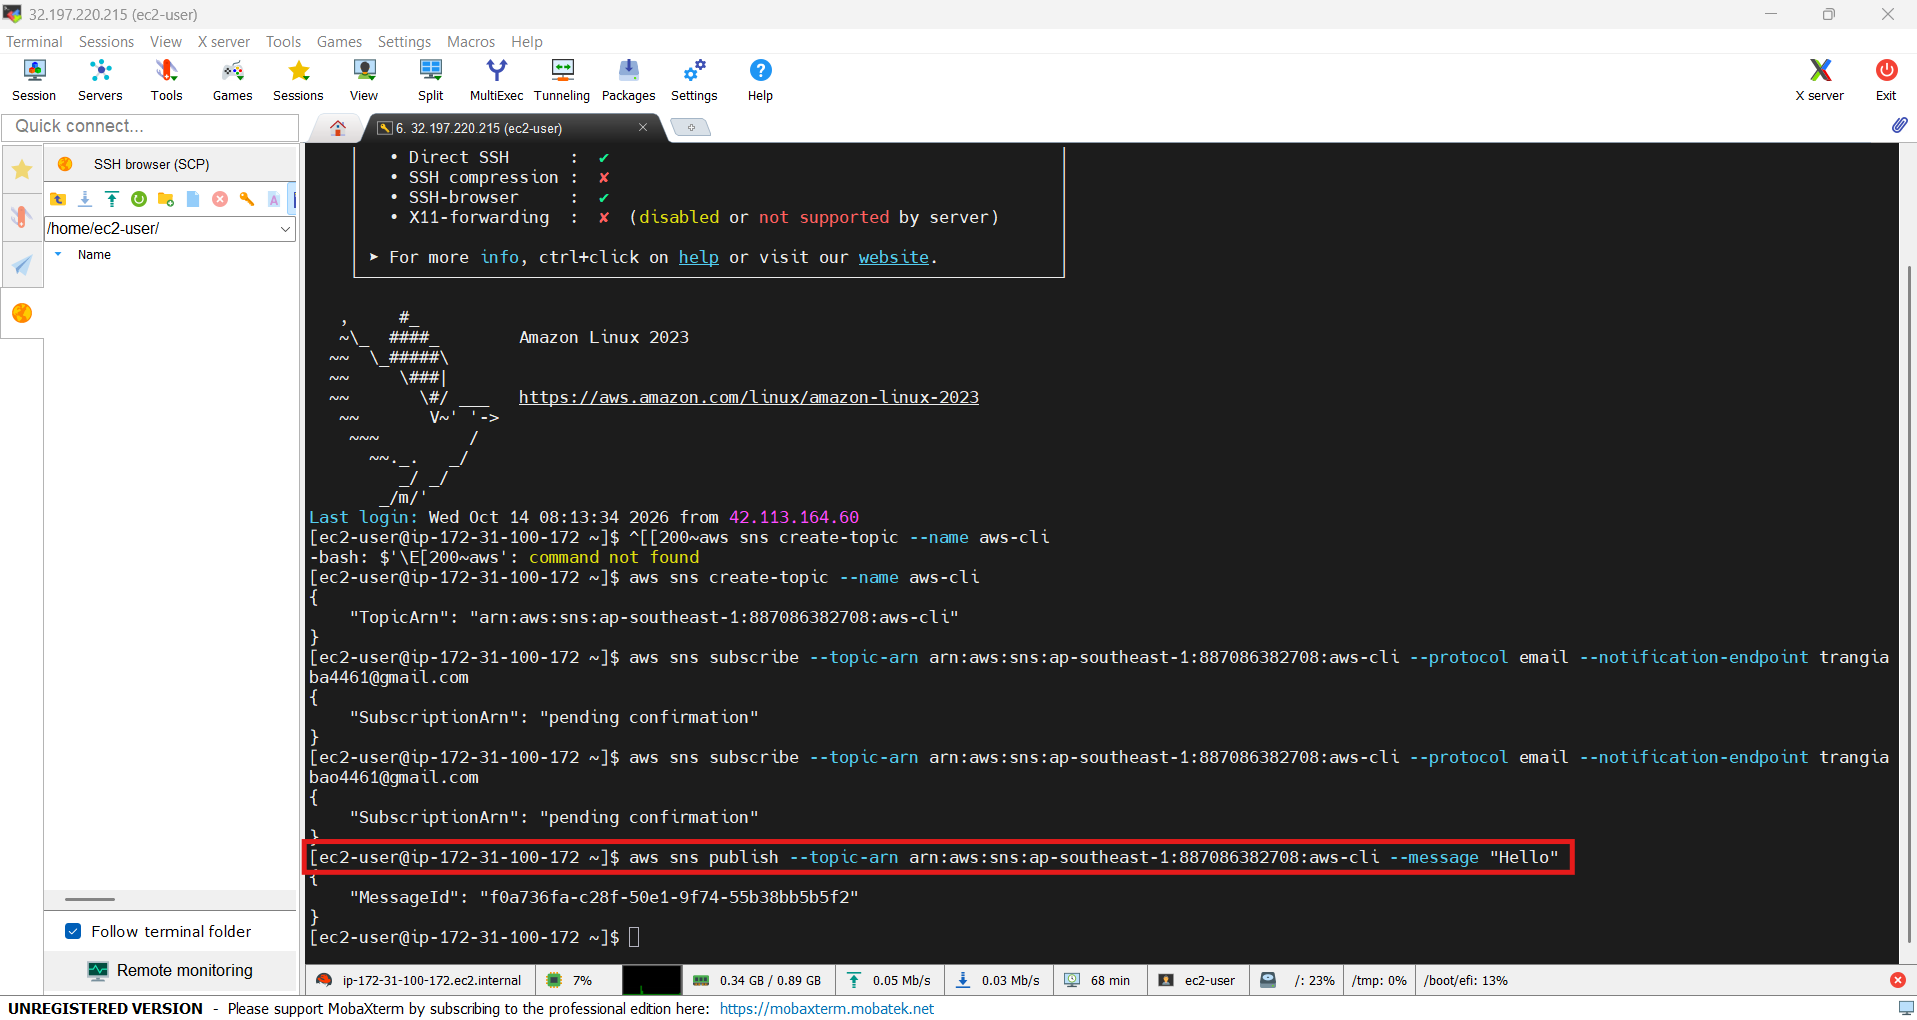 32.197.220.215 (ec2-user)
Terminal Sessions View X server Tools Games Settings Macros Help
Session Servers Tools Games Sessions View Split MultiExec Tunneling Packages Settings Help X server Exit
Quick connect...
6. 32.197.220.215 (ec2-user)
SSH browser (SCP)
/home/ec2-user/
Name
• Direct SSH : ✔
• SSH compression : ✘
• SSH-browser : ✔
• X11-forwarding : ✘ (disabled or not supported by server)
➤ For more info, ctrl+click on help or visit our website.
   ,     #_
   ~\_  ####_        Amazon Linux 2023
  ~~  \_#####\
  ~~     \###|
  ~~       \#/ ___   https://aws.amazon.com/linux/amazon-linux-2023
   ~~       V~' '->
    ~~~         /
      ~~._.   _/
         _/ _/
       _/m/'
Last login: Wed Oct 14 08:13:34 2026 from 42.113.164.60
[ec2-user@ip-172-31-100-172 ~]$ ^[[200~aws sns create-topic --name aws-cli
-bash: $'\E[200~aws': command not found
[ec2-user@ip-172-31-100-172 ~]$ aws sns create-topic --name aws-cli
{
    "TopicArn": "arn:aws:sns:ap-southeast-1:887086382708:aws-cli"
}
[ec2-user@ip-172-31-100-172 ~]$ aws sns subscribe --topic-arn arn:aws:sns:ap-southeast-1:887086382708:aws-cli --protocol email --notification-endpoint trangia
ba4461@gmail.com
{
    "SubscriptionArn": "pending confirmation"
}
[ec2-user@ip-172-31-100-172 ~]$ aws sns subscribe --topic-arn arn:aws:sns:ap-southeast-1:887086382708:aws-cli --protocol email --notification-endpoint trangia
bao4461@gmail.com
{
    "SubscriptionArn": "pending confirmation"
}
[ec2-user@ip-172-31-100-172 ~]$ aws sns publish --topic-arn arn:aws:sns:ap-southeast-1:887086382708:aws-cli --message "Hello"
{
    "MessageId": "f0a736fa-c28f-50e1-9f74-55b38bb5b5f2"
}
[ec2-user@ip-172-31-100-172 ~]$
Follow terminal folder
Remote monitoring
ip-172-31-100-172.ec2.internal 7% 0.34 GB / 0.89 GB 0.05 Mb/s 0.03 Mb/s 68 min ec2-user /: 23% /tmp: 0% /boot/efi: 13%
UNREGISTERED VERSION - Please support MobaXterm by subscribing to the professional edition here: https://mobaxterm.mobatek.net